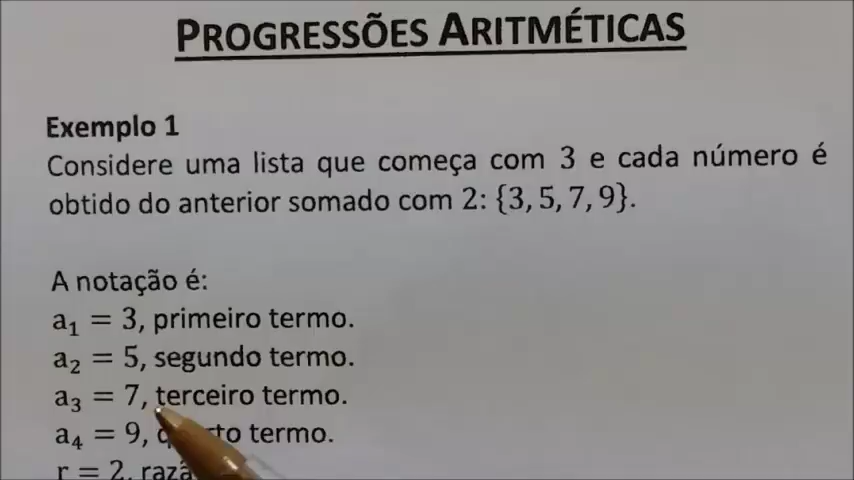 PROGRESSÕES ARITMÉTICAS
Exemplo 1
Considere uma lista que começa com 3 e cada número é
obtido do anterior somado com 2: {3, 5, 7, 9}.
A notação é:
a₁ = 3, primeiro termo.
a₂ = 5, segundo termo.
a₃ = 7, terceiro termo.
a₄ = 9, termo.
r = 2,